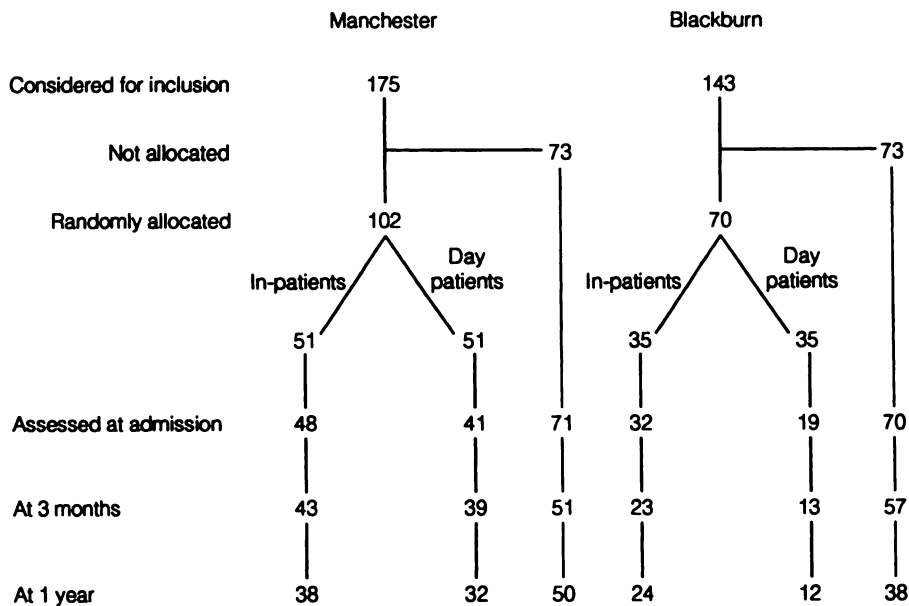 Manchester Blackburn
Considered for inclusion 175 143
Not allocated 73 73
Randomly allocated 102 70
In-patients Day patients In-patients Day patients
51 51 35 35
Assessed at admission 48 41 71 32 19 70
At 3 months 43 39 51 23 13 57
At 1 year 38 32 50 24 12 38